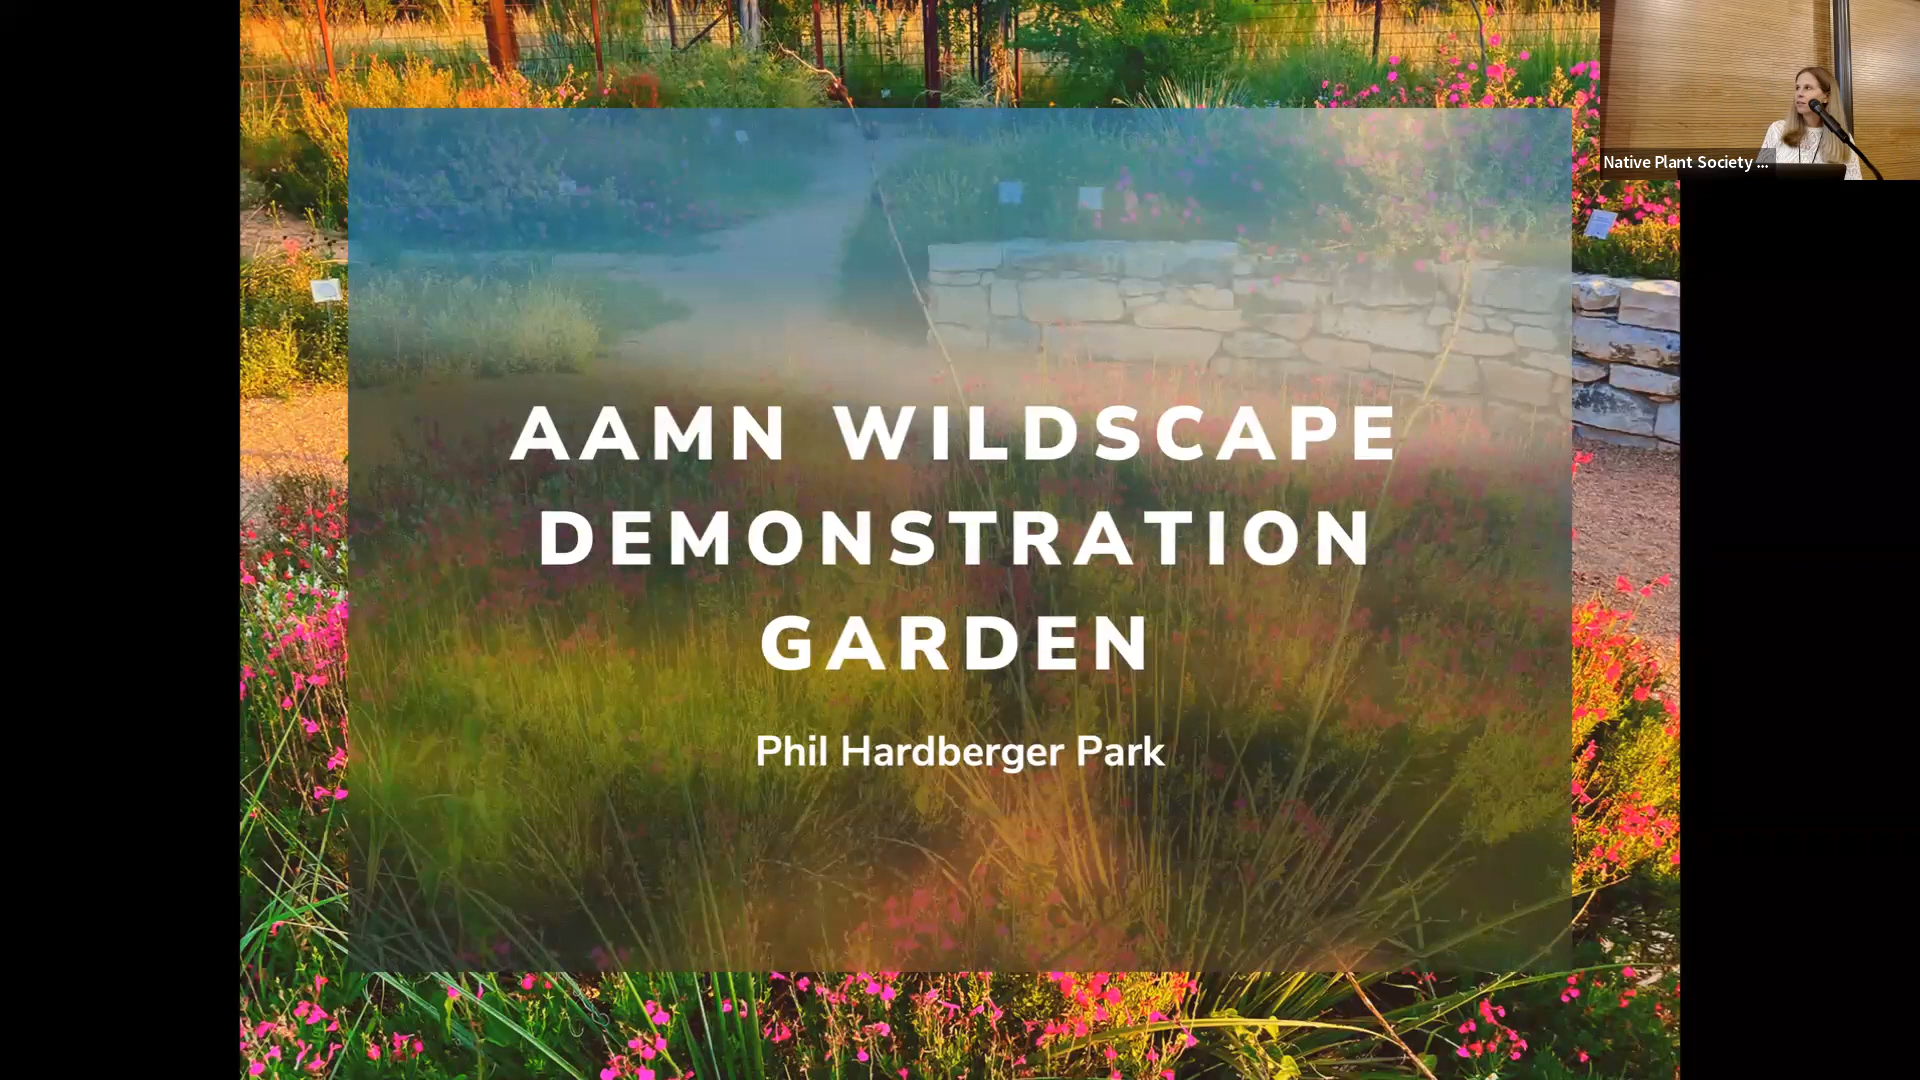 Native Plant Society ...
AAMN WILDSCAPE
DEMONSTRATION
GARDEN
Phil Hardberger Park